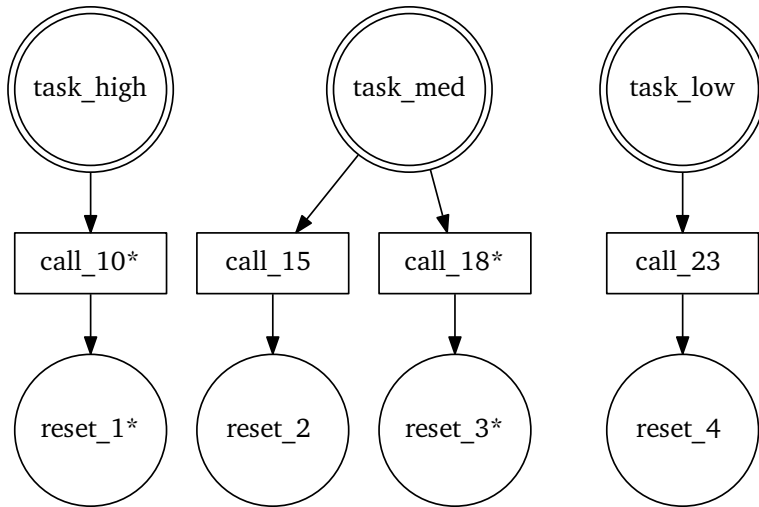 task_high
task_med
task_low
call_10*
call_15
call_18*
call_23
reset_1*
reset_2
reset_3*
reset_4